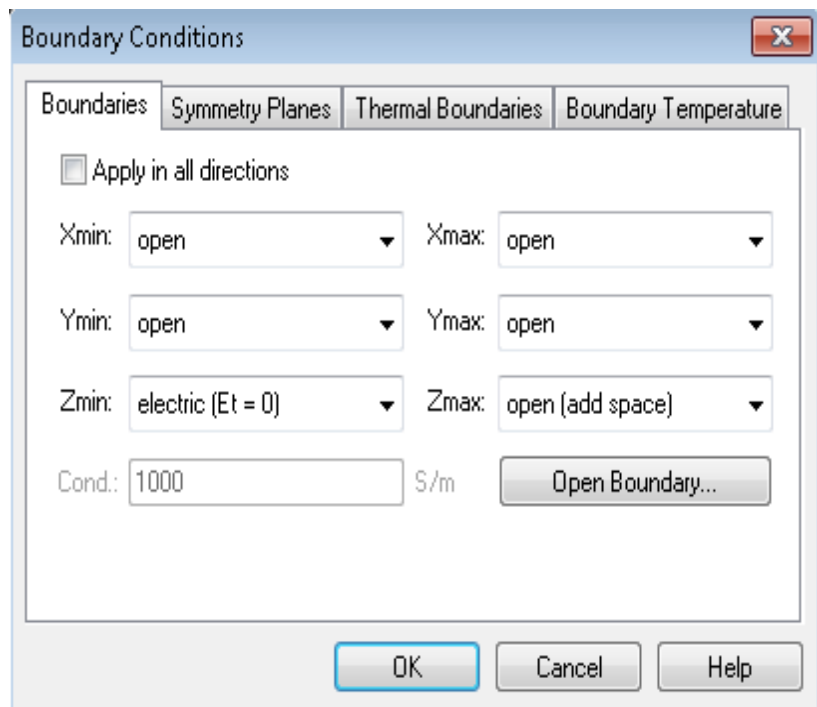 Boundary Conditions
Boundaries Symmetry Planes Thermal Boundaries Boundary Temperature
Apply in all directions
Xmin: open Xmax: open
Ymin: open Ymax: open
Zmin: electric (Et = 0) Zmax: open (add space)
Cond.: 1000 S/m Open Boundary...
OK Cancel Help